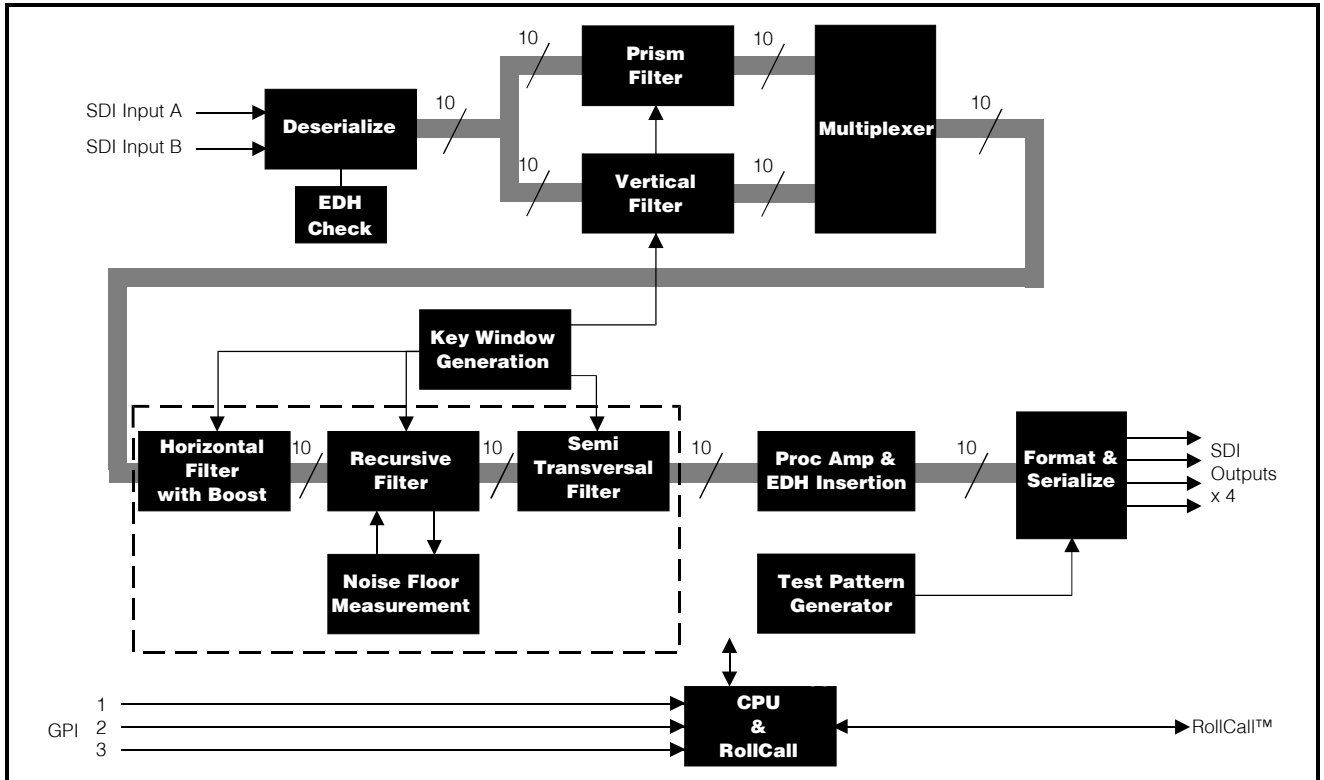 10
10
Prism
Filter
SDI Input A
SDI Input B
Deserialize
10
Multiplexer
10
10
10
Vertical
Filter
EDH
Check
Key Window
Generation
Horizontal
Filter
with Boost
10
Recursive
Filter
10
Semi
Transversal
Filter
10
Proc Amp &
EDH Insertion
10
Format &
Serialize
SDI
Outputs
x 4
Noise Floor
Measurement
Test Pattern
Generator
GPI
1
2
3
CPU
&
RollCall
RollCall™